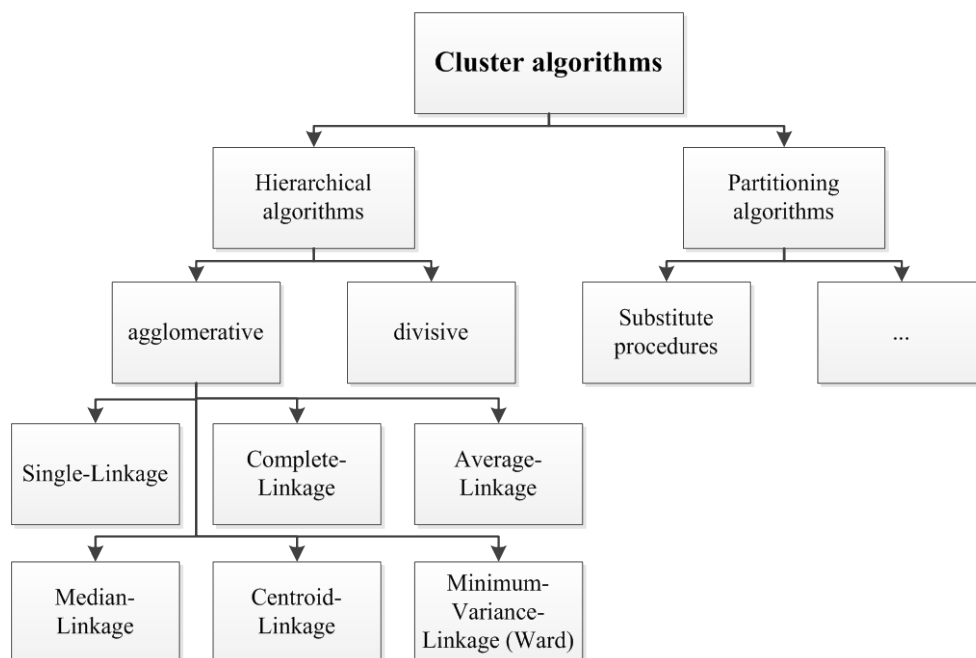 Cluster algorithms
Hierarchical
algorithms
Partitioning
algorithms
agglomerative
divisive
Substitute
procedures
...
Single-Linkage
Complete-
Linkage
Average-
Linkage
Median-
Linkage
Centroid-
Linkage
Minimum-
Variance-
Linkage (Ward)